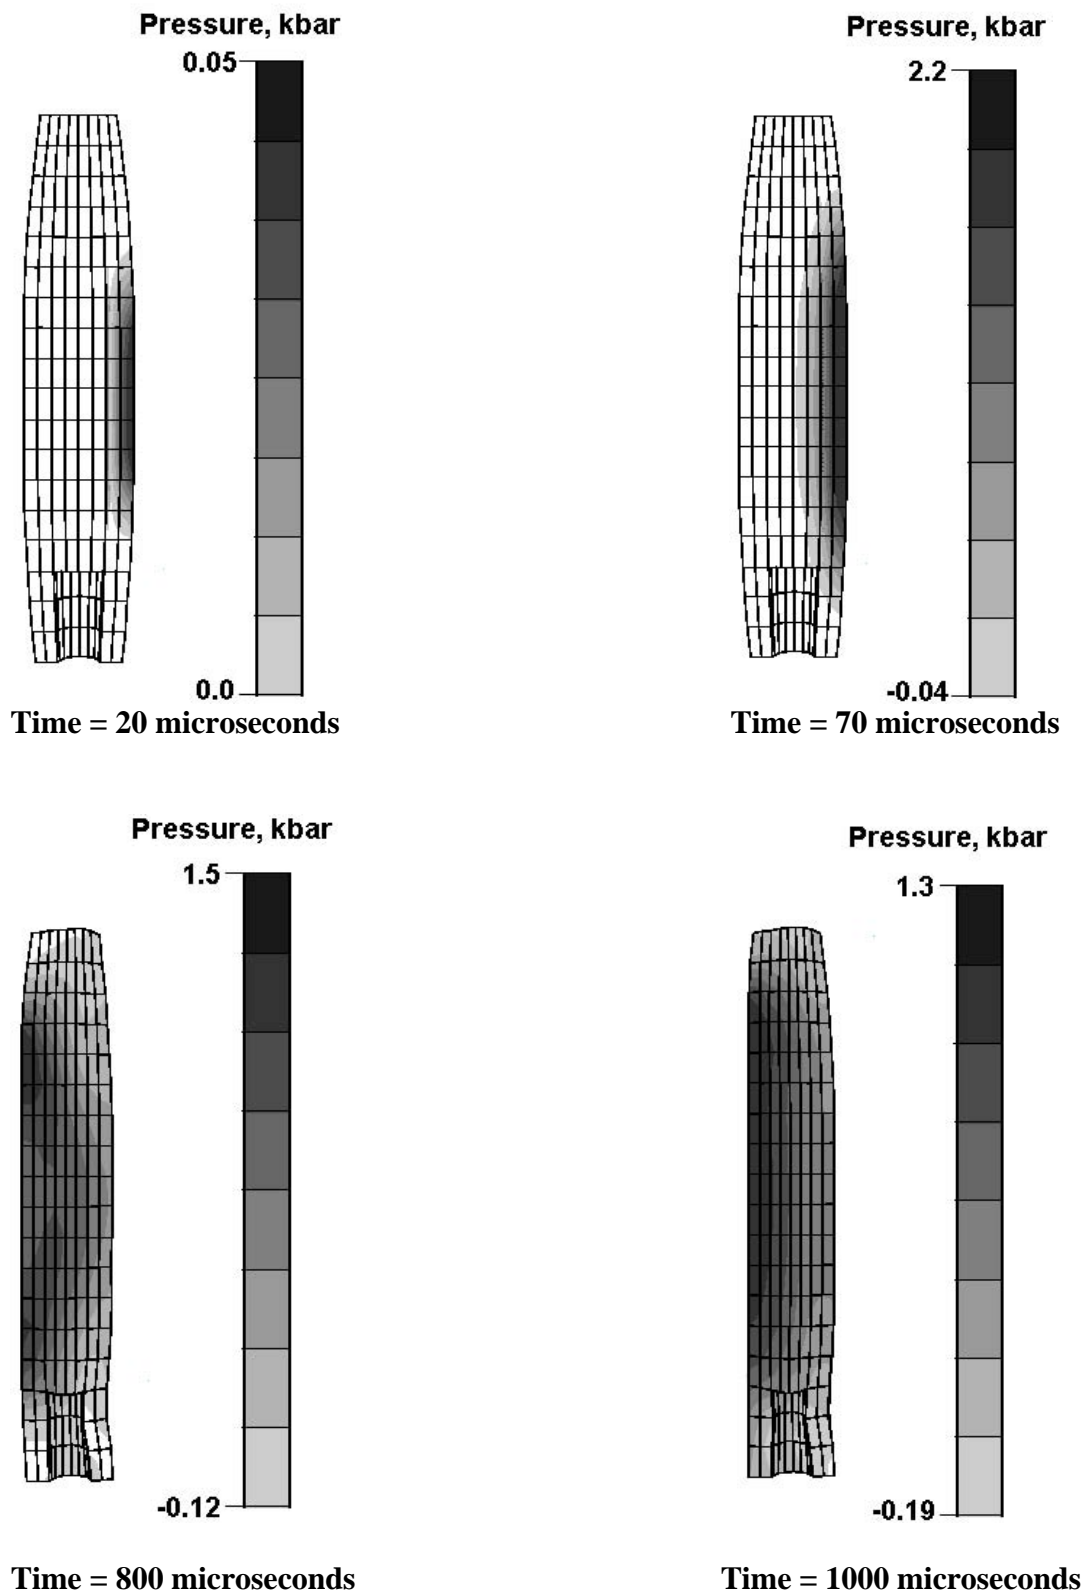 Pressure, kbar
0.05
0.0
Time = 20 microseconds
Pressure, kbar
2.2
-0.04
Time = 70 microseconds
Pressure, kbar
1.5
-0.12
Time = 800 microseconds
Pressure, kbar
1.3
-0.19
Time = 1000 microseconds